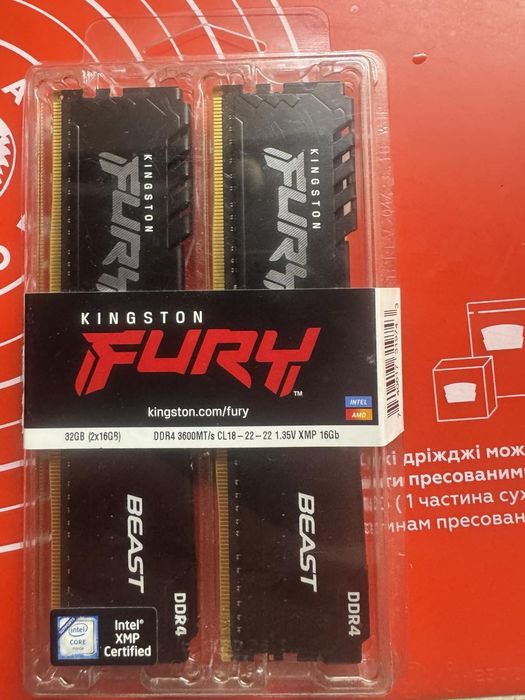 KINGSTON
FURY
KINGSTON
FURY
KINGSTON
FURY™
kingston.com/fury
INTEL
AMD
32GB (2x16GB) DDR4 3600MT/s CL18-22-22 1.35V XMP 16Gb
BEAST
DDR4
BEAST
DDR4
intel
CORE
Intel®
XMP
Certified
кі дріжджі мож
ти пресованим
( 1 частина сух
инам пресован